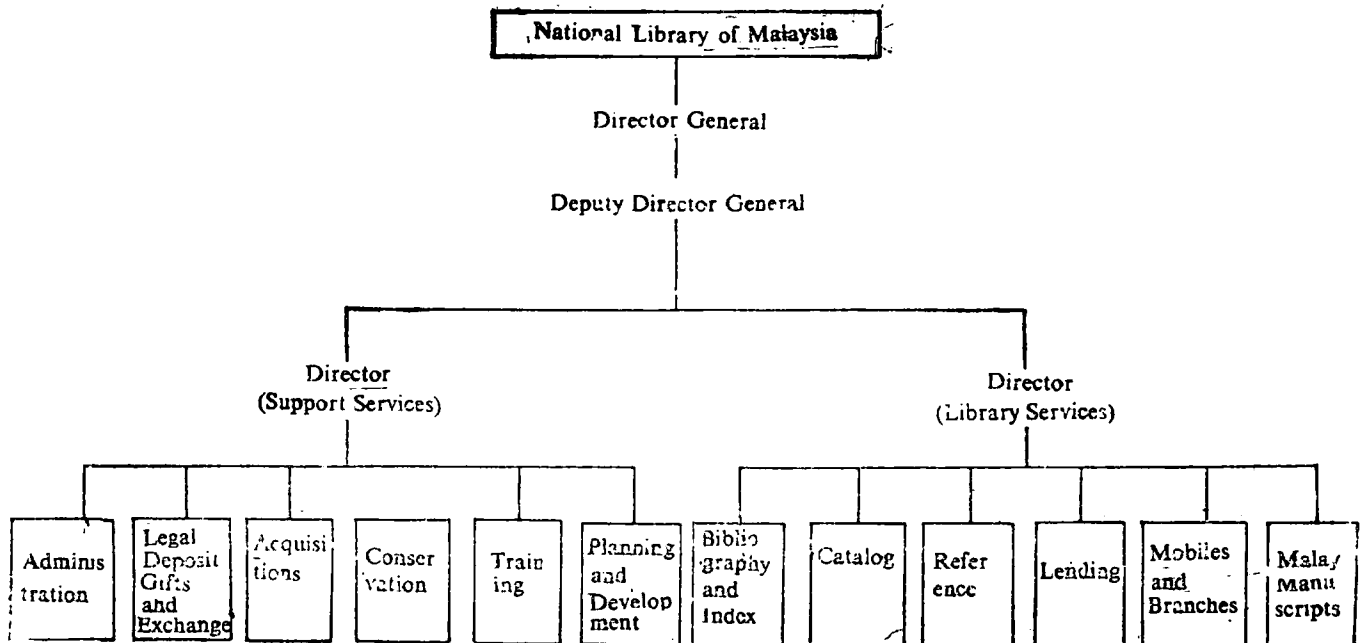 National Library of Malaysia
Director General
Deputy Director General
Director
(Support Services)
Director
(Library Services)
Adminis
tration
Legal
Deposit
Gifts
and
Exchange
Acquisi
tions
Conser
vation
Train
ing
Planning
and
Develop
ment
Biblio
graphy
and
Index
Catalog
Refer
ence
Lending
Mobiles
and
Branches
Malay
Manu
scripts